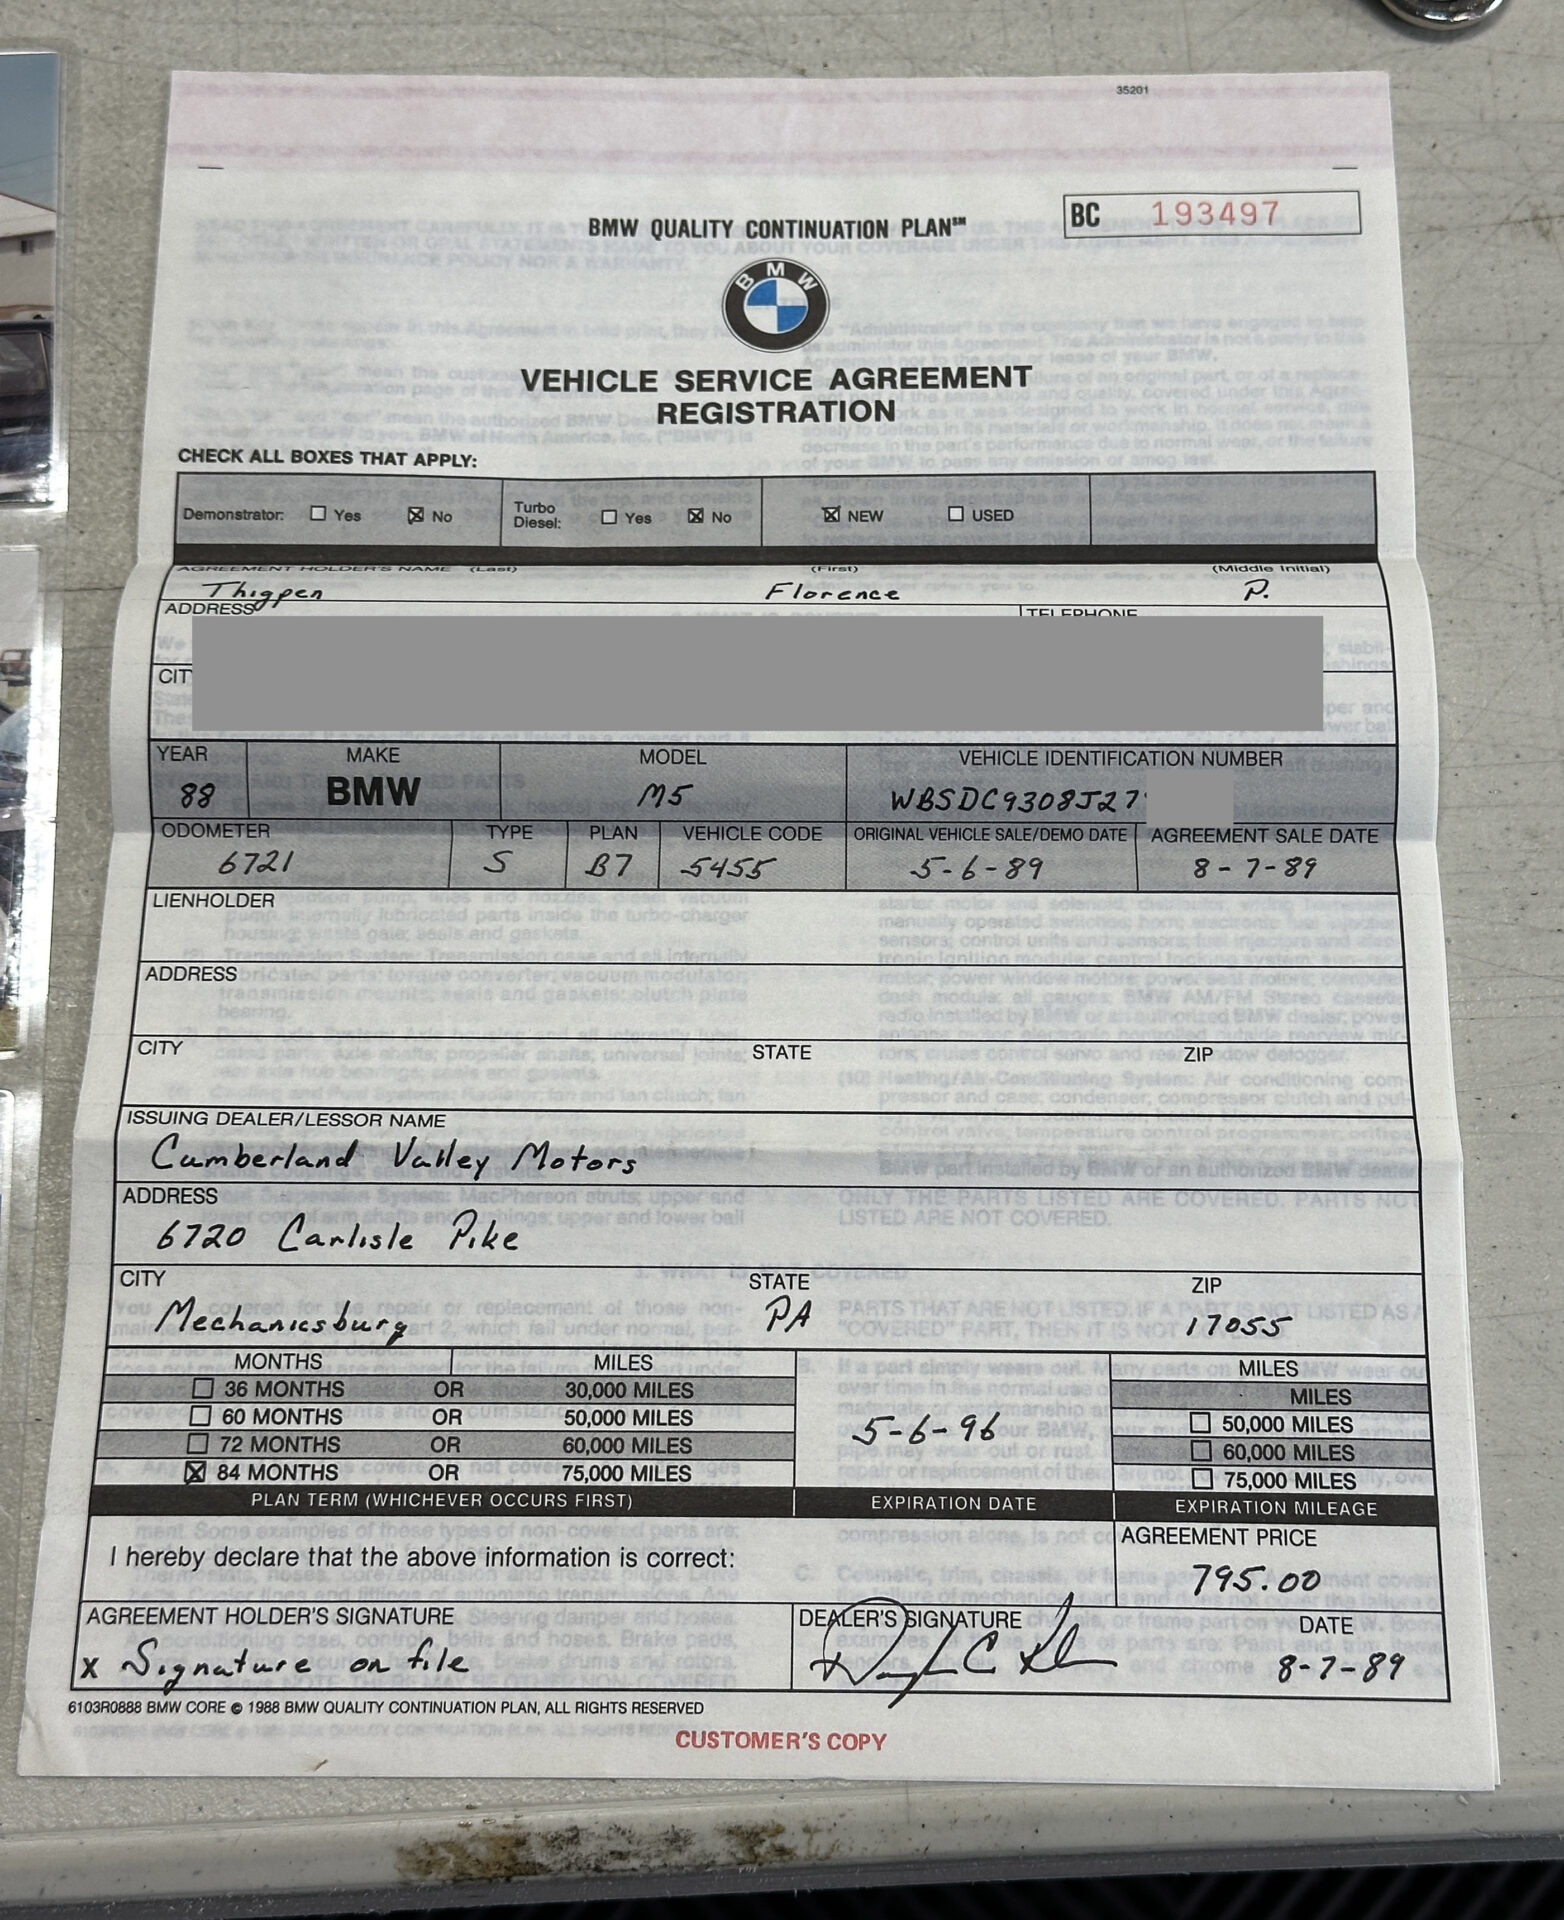 35201
BMW QUALITY CONTINUATION PLAN℠
BC 193497
BMW
VEHICLE SERVICE AGREEMENT
REGISTRATION
CHECK ALL BOXES THAT APPLY:
Demonstrator: ☐ Yes ☒ No Turbo Diesel: ☐ Yes ☒ No ☒ NEW ☐ USED
AGREEMENT HOLDER'S NAME (Last) (First) (Middle Initial)
Thigpen Florence P.
ADDRESS TELEPHONE
CIT
YEAR MAKE MODEL VEHICLE IDENTIFICATION NUMBER
88 BMW M5 WBSDC9308J27
ODOMETER TYPE PLAN VEHICLE CODE ORIGINAL VEHICLE SALE/DEMO DATE AGREEMENT SALE DATE
6721 S B7 5455 5-6-89 8-7-89
LIENHOLDER
ADDRESS
CITY STATE ZIP
ISSUING DEALER/LESSOR NAME
Cumberland Valley Motors
ADDRESS
6720 Carlisle Pike
CITY STATE ZIP
Mechanicsburg PA 17055
MONTHS MILES MILES
☐ 36 MONTHS OR 30,000 MILES MILES
☐ 60 MONTHS OR 50,000 MILES 5-6-96 ☐ 50,000 MILES
☐ 72 MONTHS OR 60,000 MILES ☐ 60,000 MILES
☒ 84 MONTHS OR 75,000 MILES ☐ 75,000 MILES
PLAN TERM (WHICHEVER OCCURS FIRST) EXPIRATION DATE EXPIRATION MILEAGE
I hereby declare that the above information is correct: AGREEMENT PRICE
795.00
AGREEMENT HOLDER'S SIGNATURE DEALER'S SIGNATURE DATE
x Signature on file 8-7-89
6103R0888 BMW CORE © 1988 BMW QUALITY CONTINUATION PLAN, ALL RIGHTS RESERVED
CUSTOMER'S COPY